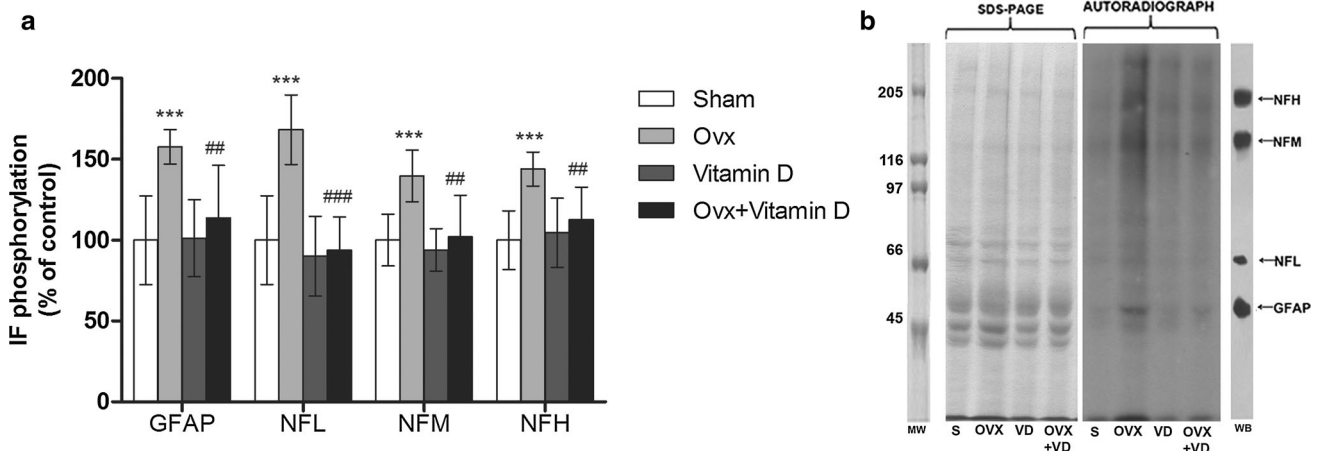 a
IF phosphorylation
(% of control)
200
150
100
50
0
***
##
***
###
***
##
***
##
GFAP NFL NFM NFH
Sham
Ovx
Vitamin D
Ovx+Vitamin D
b
SDS-PAGE AUTORADIOGRAPH
205
116
97
66
45
←NFH
←NFM
←NFL
←GFAP
MW S OVX VD OVX +VD S OVX VD OVX +VD WB